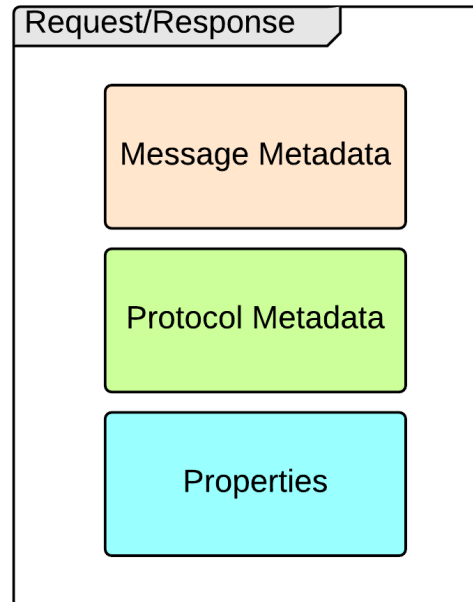 Request/Response
Message Metadata
Protocol Metadata
Properties